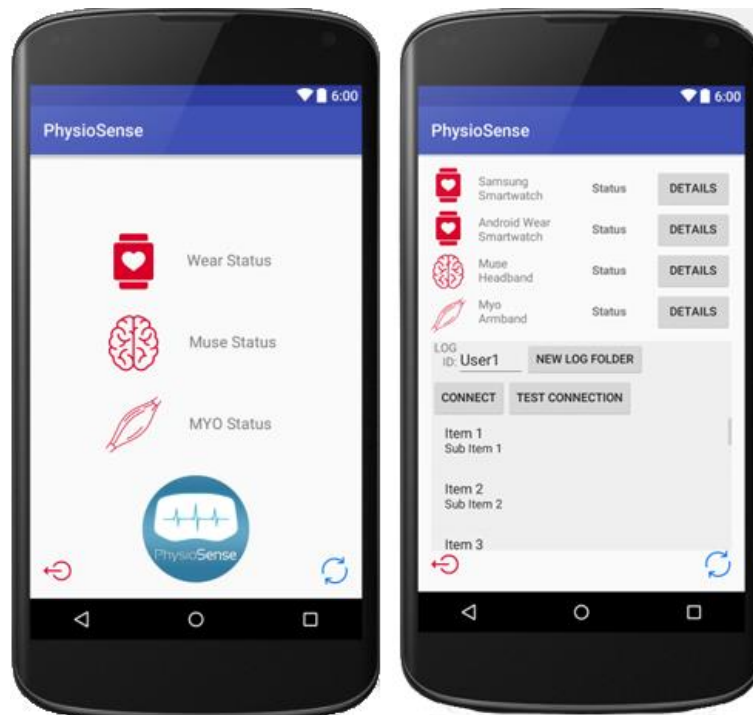 6:00
PhysioSense
Wear Status
Muse Status
MYO Status
PhysioSense
6:00
PhysioSense
Samsung
Smartwatch
Status
DETAILS
Android Wear
Smartwatch
Status
DETAILS
Muse
Headband
Status
DETAILS
Myo
Armband
Status
DETAILS
LOG
ID: User1
NEW LOG FOLDER
CONNECT
TEST CONNECTION
Item 1
Sub Item 1
Item 2
Sub Item 2
Item 3